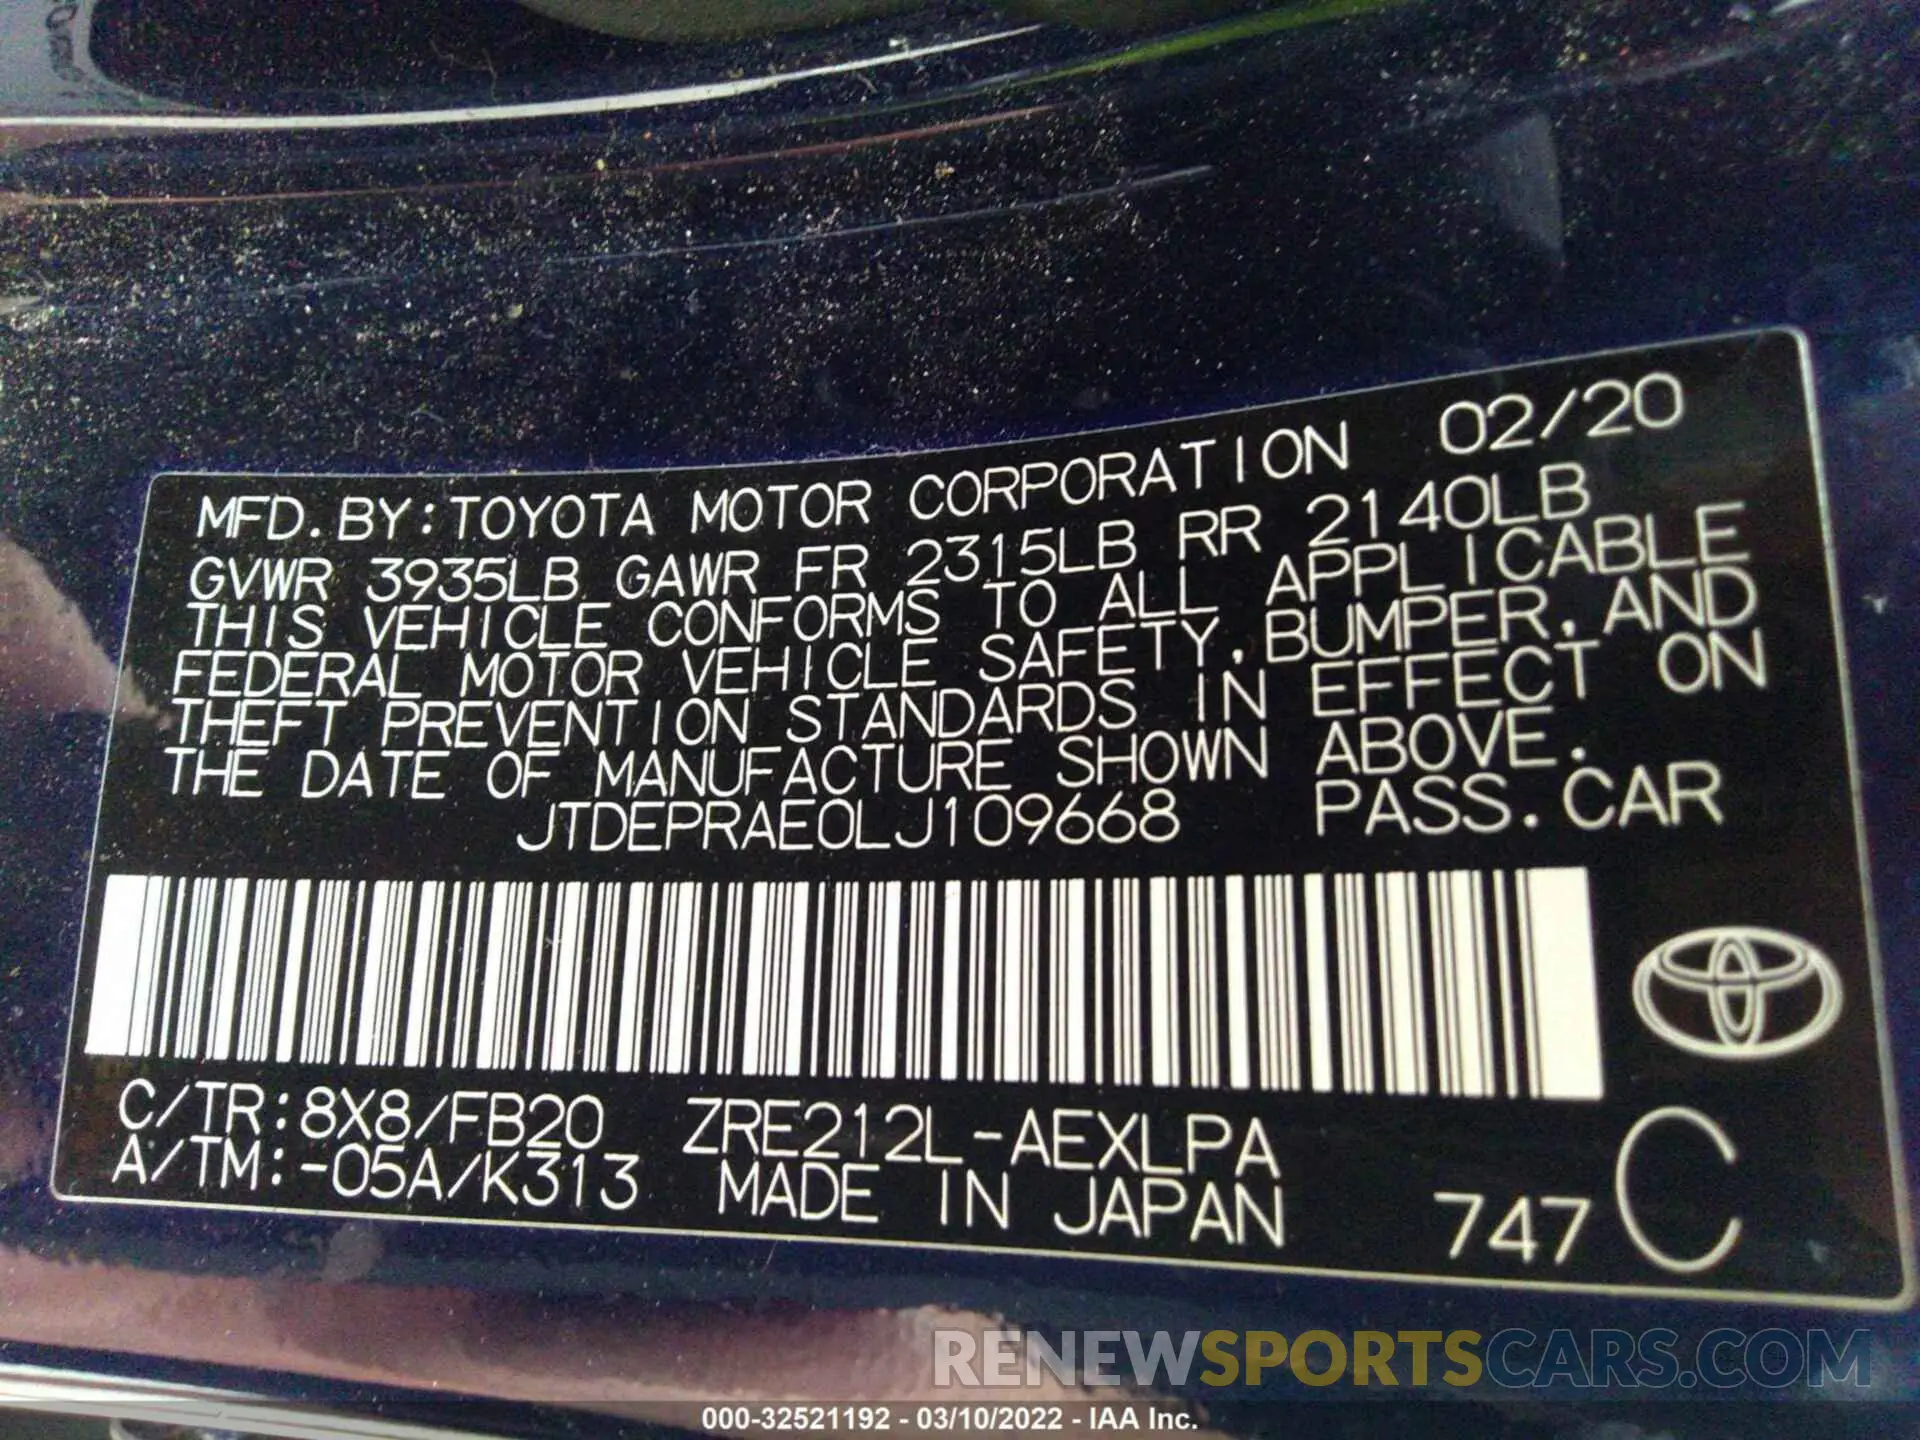 MFD.BY:TOYOTA MOTOR CORPORATION 02/20
GVWR 3935LB GAWR FR 2315LB RR 2140LB
THIS VEHICLE CONFORMS TO ALL APPLICABLE
FEDERAL MOTOR VEHICLE SAFETY,BUMPER,AND
THEFT PREVENTION STANDARDS IN EFFECT ON
THE DATE OF MANUFACTURE SHOWN ABOVE.
JTDEPRAE0LJ109668 PASS.CAR
C/TR:8X8/FB20 ZRE212L-AEXLPA
A/TM:-05A/K313 MADE IN JAPAN 747 C
RENEWSPORTSCARS.COM
000-32521192 - 03/10/2022 - IAA Inc.